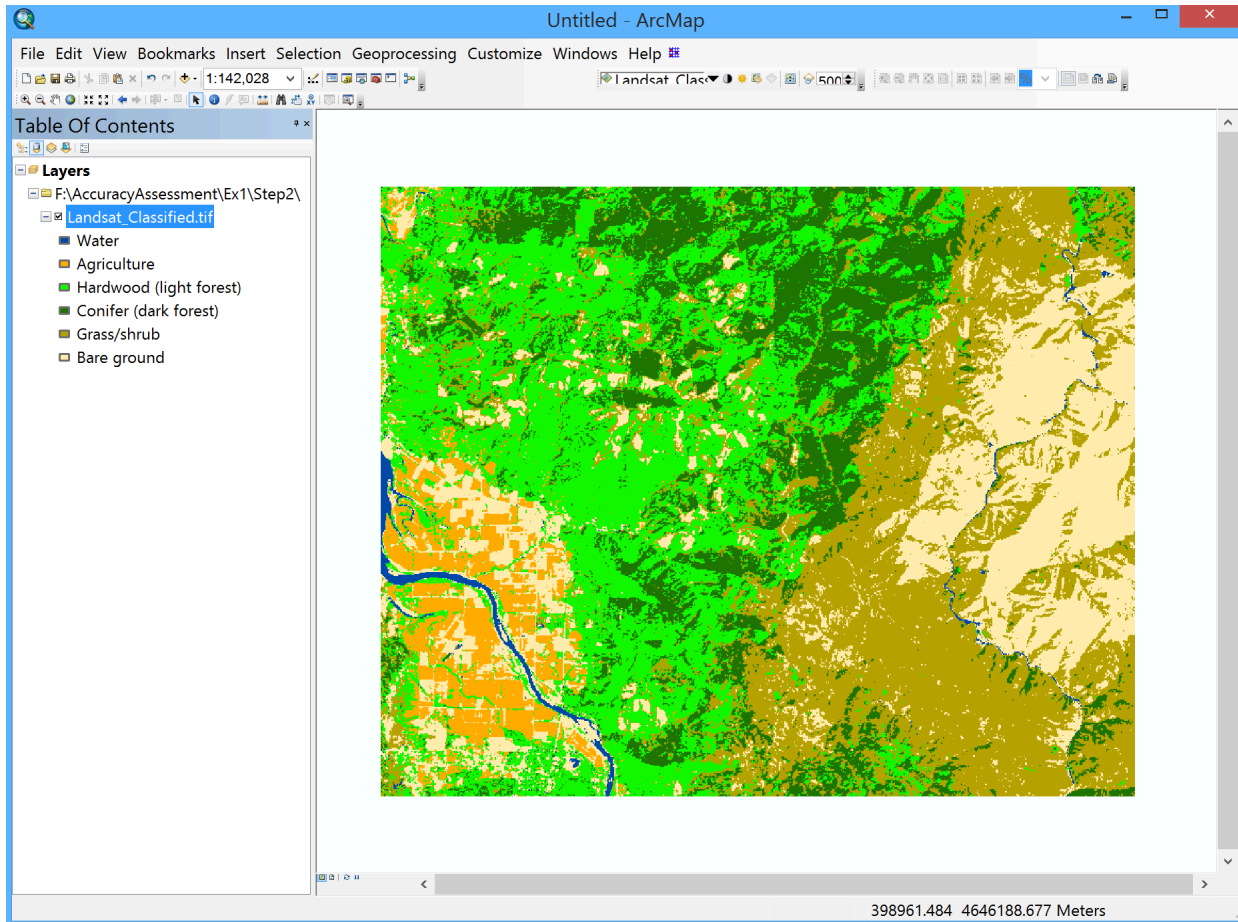 Untitled - ArcMap
File Edit View Bookmarks Insert Selection Geoprocessing Customize Windows Help
1:142,028
Landsat_Class
500
Table Of Contents
Layers
F:\AccuracyAssessment\Ex1\Step2\
Landsat_Classified.tif
Water
Agriculture
Hardwood (light forest)
Conifer (dark forest)
Grass/shrub
Bare ground
398961.484 4646188.677 Meters